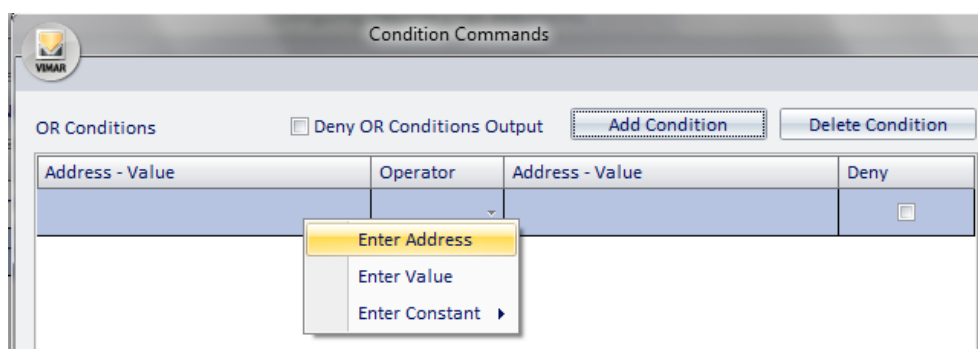 Condition Commands
VIMAR
OR Conditions Deny OR Conditions Output Add Condition Delete Condition
Address - Value Operator Address - Value Deny
Enter Address
Enter Value
Enter Constant